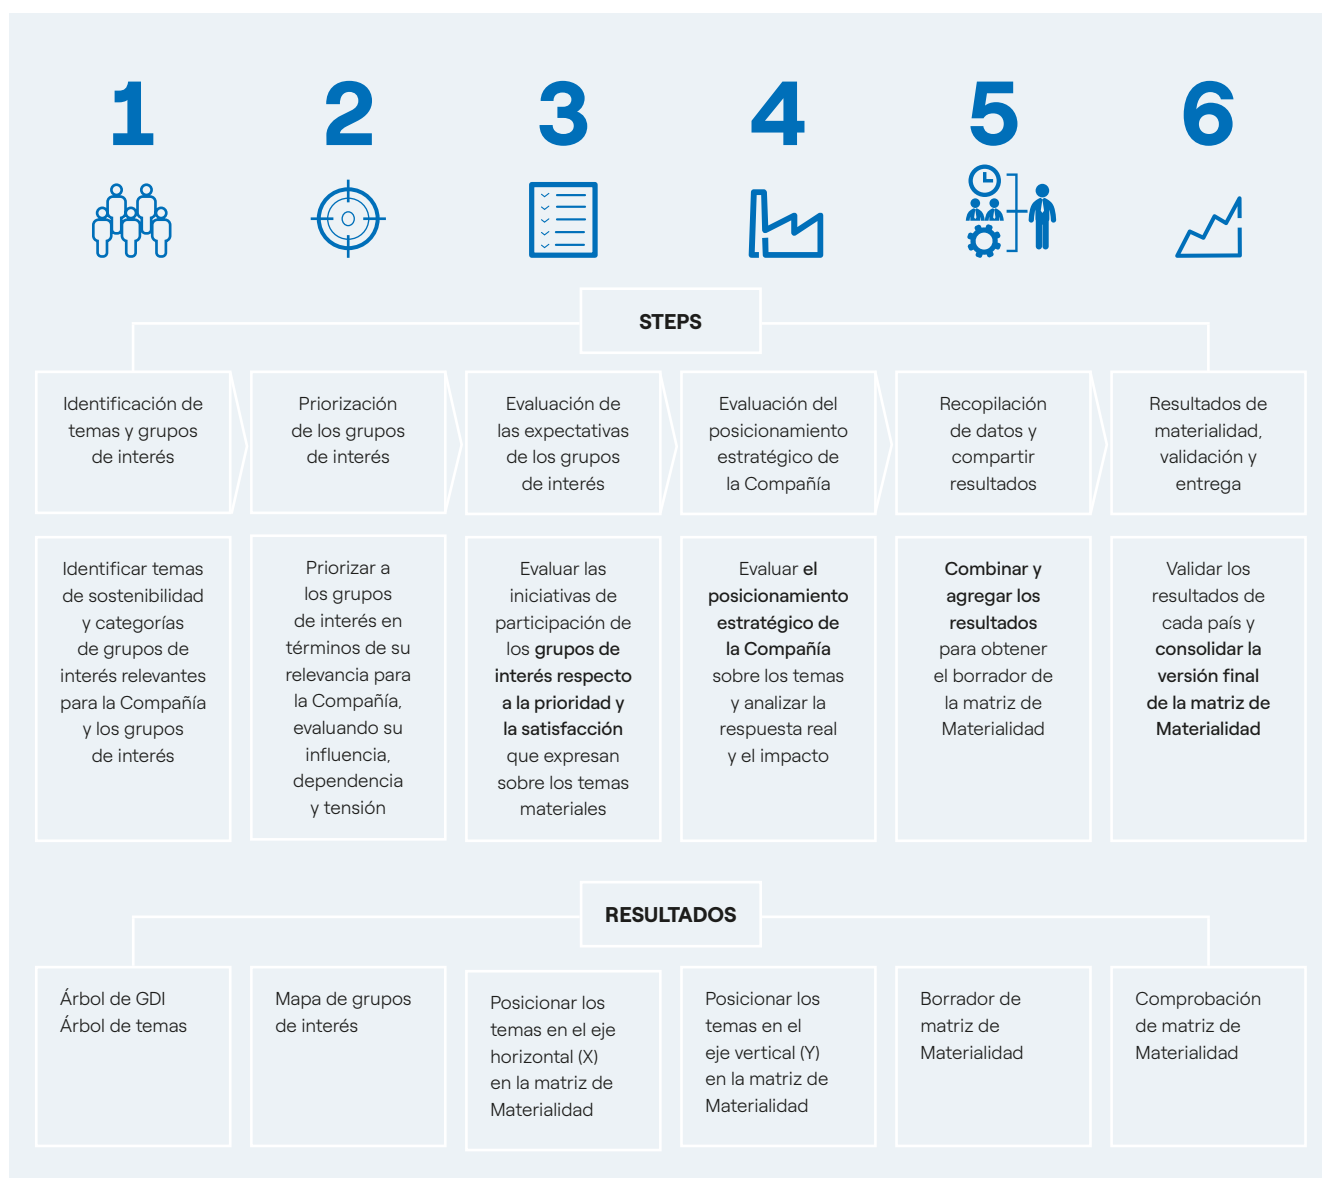 1
2
3
4
5
6
STEPS
Identificación de
temas y grupos
de interés
Priorización
de los grupos
de interés
Evaluación de
las expectativas
de los grupos
de interés
Evaluación del
posicionamiento
estratégico de
la Compañía
Recopilación
de datos y
compartir
resultados
Resultados de
materialidad,
validación y
entrega
Identificar temas
de sostenibilidad
y categorías
de grupos de
interés relevantes
para la Compañía
y los grupos
de interés
Priorizar a
los grupos
de interés en
términos de su
relevancia para
la Compañía,
evaluando su
influencia,
dependencia
y tensión
Evaluar las
iniciativas de
participación de
los grupos de
interés respecto
a la prioridad y
la satisfacción
que expresan
sobre los temas
materiales
Evaluar el
posicionamiento
estratégico de
la Compañía
sobre los temas
y analizar la
respuesta real
y el impacto
Combinar y
agregar los
resultados
para obtener
el borrador de
la matriz de
Materialidad
Validar los
resultados de
cada país y
consolidar la
versión final
de la matriz de
Materialidad
RESULTADOS
Árbol de GDI
Árbol de temas
Mapa de grupos
de interés
Posicionar los
temas en el eje
horizontal (X)
en la matriz de
Materialidad
Posicionar los
temas en el
eje vertical (Y)
en la matriz de
Materialidad
Borrador de
matriz de
Materialidad
Comprobación
de matriz de
Materialidad